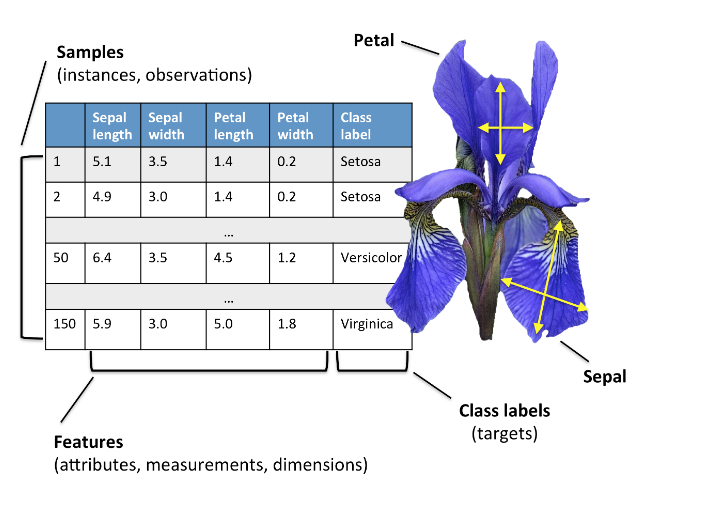 Samples
(instances, observations)
Petal
Sepal length Sepal width Petal length Petal width Class label
1 5.1 3.5 1.4 0.2 Setosa
2 4.9 3.0 1.4 0.2 Setosa
...
50 6.4 3.5 4.5 1.2 Versicolor
...
150 5.9 3.0 5.0 1.8 Virginica
Sepal
Class labels
(targets)
Features
(attributes, measurements, dimensions)